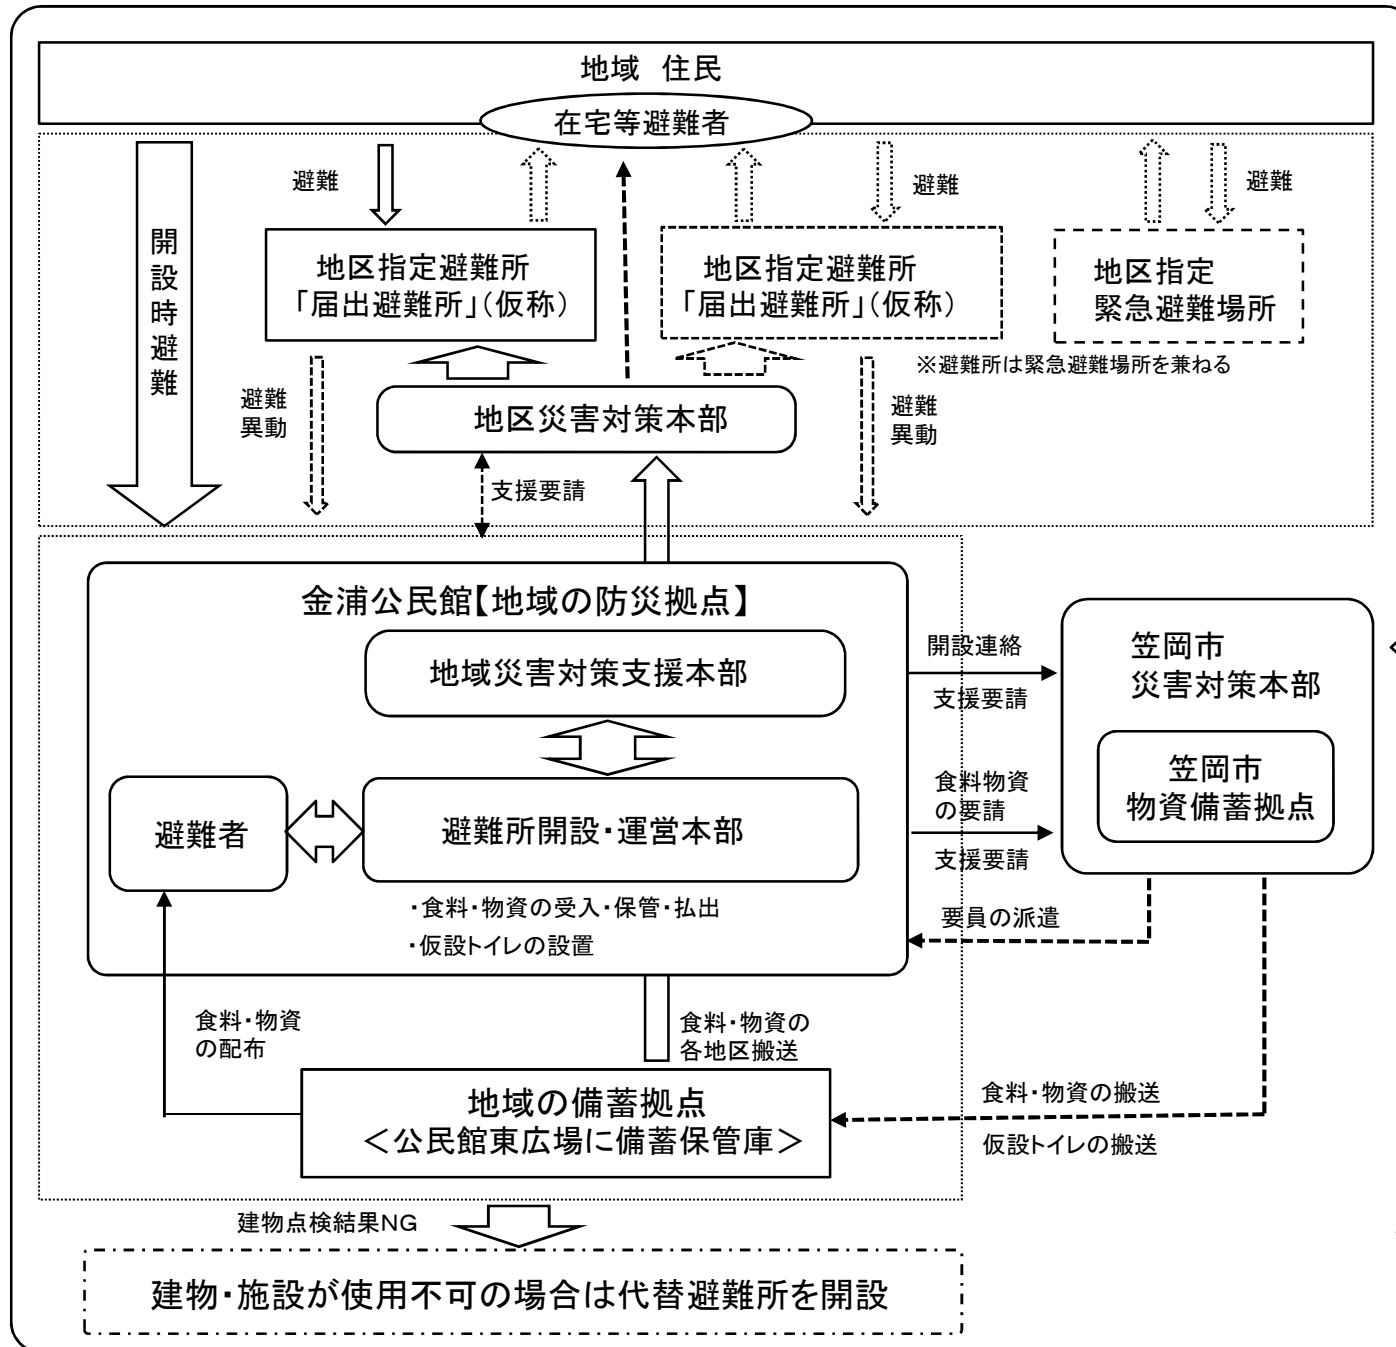 地域　住民
在宅等避難者
避難
避難
避難
開設時避難
地区指定避難所
「届出避難所」(仮称)
地区指定避難所
「届出避難所」(仮称)
地区指定
緊急避難場所
※避難所は緊急避難場所を兼ねる
避難
異動
地区災害対策本部
避難
異動
支援要請
金浦公民館【地域の防災拠点】
地域災害対策支援本部
開設連絡
支援要請
笠岡市
災害対策本部
笠岡市
物資備蓄拠点
避難者
避難所開設・運営本部
食料物資
の要請
支援要請
・食料・物資の受入・保管・払出
・仮設トイレの設置
要員の派遣
食料・物資
の配布
食料・物資の
各地区搬送
地域の備蓄拠点
＜公民館東広場に備蓄保管庫＞
食料・物資の搬送
仮設トイレの搬送
建物点検結果NG
建物・施設が使用不可の場合は代替避難所を開設